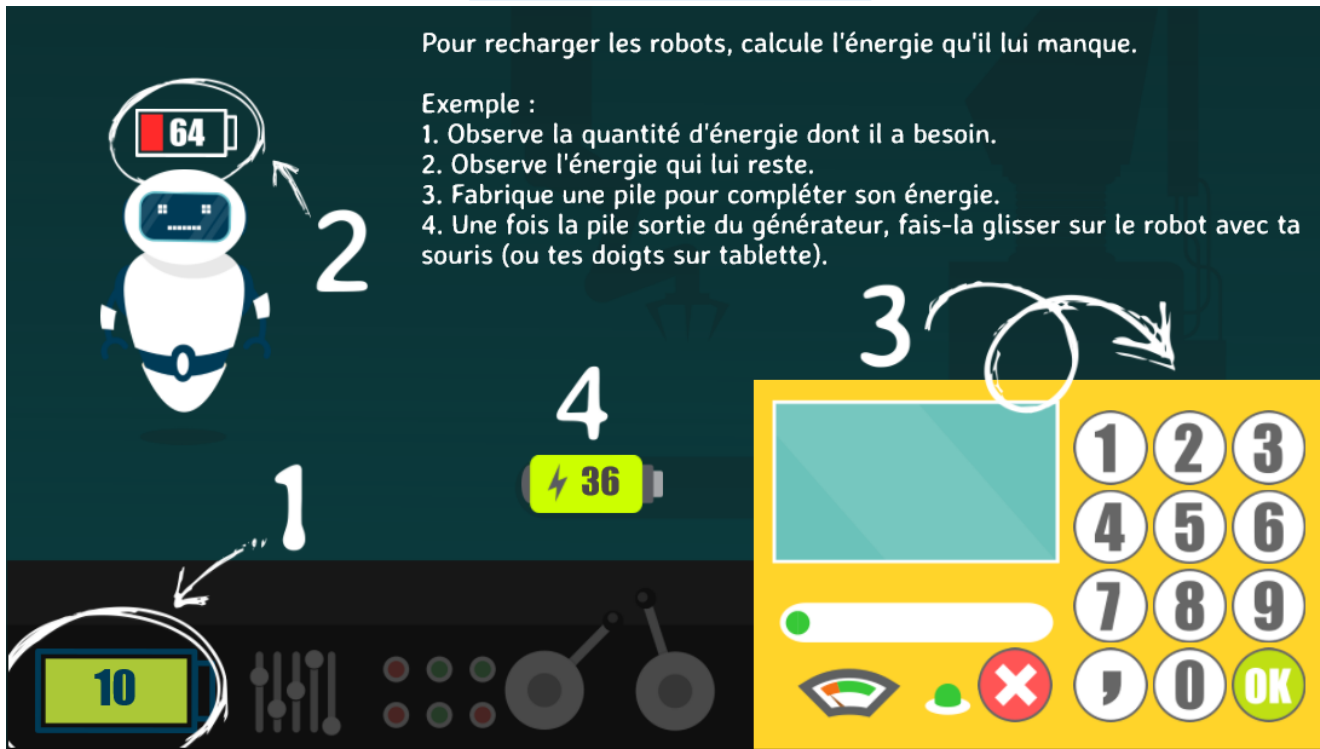 Pour recharger les robots, calcule l'énergie qu'il lui manque.
Exemple :
1. Observe la quantité d'énergie dont il a besoin.
2. Observe l'énergie qui lui reste.
3. Fabrique une pile pour compléter son énergie.
4. Une fois la pile sortie du générateur, fais-la glisser sur le robot avec ta
souris (ou tes doigts sur tablette).
64
2
3
4
36
1
10
1 2 3
4 5 6
7 8 9
, 0 OK